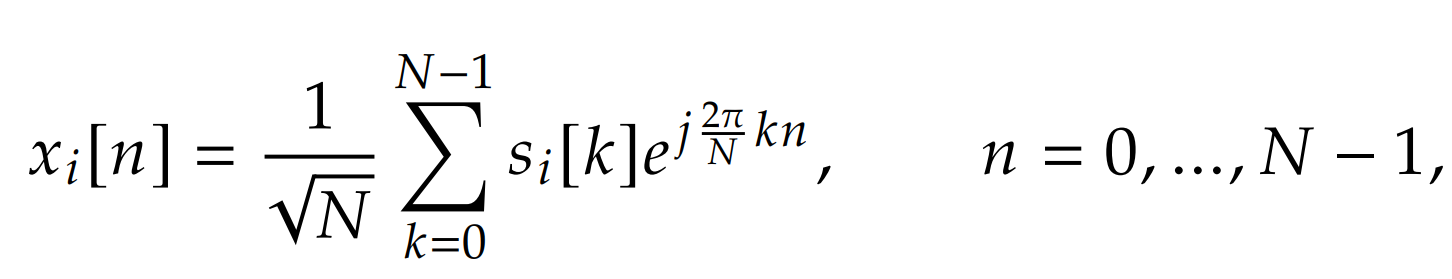 $x_i[n] = \frac{1}{\sqrt{N}} \sum_{k=0}^{N-1} s_i[k] e^{j \frac{2\pi}{N} kn}, \qquad n = 0, ..., N-1,$